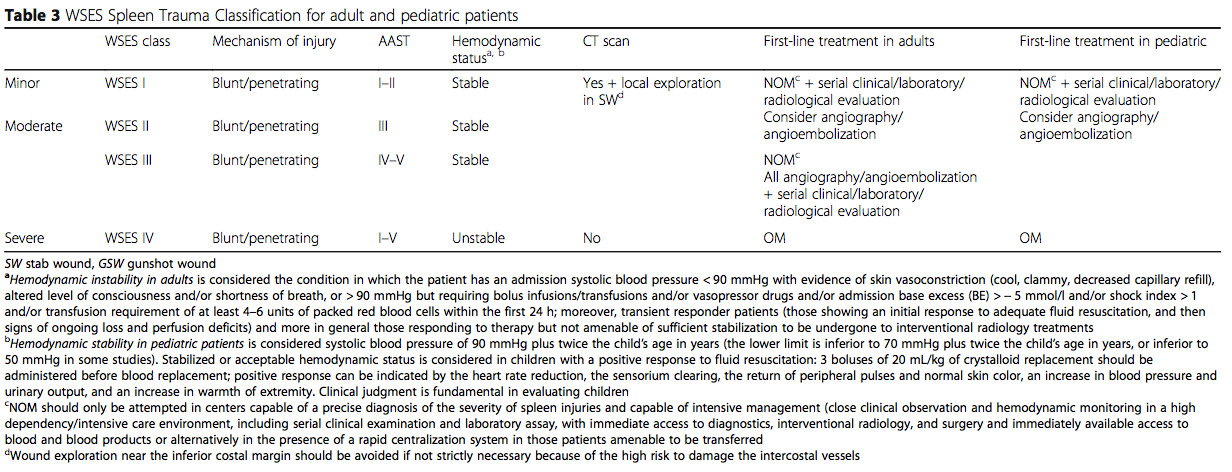 Table 3 WSES Spleen Trauma Classification for adult and pediatric patients
WSES class Mechanism of injury AAST Hemodynamic status^a, b CT scan First-line treatment in adults First-line treatment in pediatric
Minor WSES I Blunt/penetrating I–II Stable Yes + local exploration in SW^d NOM^c + serial clinical/laboratory/ radiological evaluation NOM^c + serial clinical/laboratory/ radiological evaluation
Consider angiography/ angioembolization Consider angiography/ angioembolization
Moderate WSES II Blunt/penetrating III Stable
WSES III Blunt/penetrating IV–V Stable NOM^c
All angiography/angioembolization
+ serial clinical/laboratory/
radiological evaluation
Severe WSES IV Blunt/penetrating I–V Unstable No OM OM
SW stab wound, GSW gunshot wound
^aHemodynamic instability in adults is considered the condition in which the patient has an admission systolic blood pressure < 90 mmHg with evidence of skin vasoconstriction (cool, clammy, decreased capillary refill),
altered level of consciousness and/or shortness of breath, or > 90 mmHg but requiring bolus infusions/transfusions and/or vasopressor drugs and/or admission base excess (BE) > − 5 mmol/l and/or shock index > 1
and/or transfusion requirement of at least 4–6 units of packed red blood cells within the first 24 h; moreover, transient responder patients (those showing an initial response to adequate fluid resuscitation, and then
signs of ongoing loss and perfusion deficits) and more in general those responding to therapy but not amenable of sufficient stabilization to be undergone to interventional radiology treatments
^bHemodynamic stability in pediatric patients is considered systolic blood pressure of 90 mmHg plus twice the child's age in years (the lower limit is inferior to 70 mmHg plus twice the child's age in years, or inferior to
50 mmHg in some studies). Stabilized or acceptable hemodynamic status is considered in children with a positive response to fluid resuscitation: 3 boluses of 20 mL/kg of crystalloid replacement should be
administered before blood replacement; positive response can be indicated by the heart rate reduction, the sensorium clearing, the return of peripheral pulses and normal skin color, an increase in blood pressure and
urinary output, and an increase in warmth of extremity. Clinical judgment is fundamental in evaluating children
^cNOM should only be attempted in centers capable of a precise diagnosis of the severity of spleen injuries and capable of intensive management (close clinical observation and hemodynamic monitoring in a high
dependency/intensive care environment, including serial clinical examination and laboratory assay, with immediate access to diagnostics, interventional radiology, and surgery and immediately available access to
blood and blood products or alternatively in the presence of a rapid centralization system in those patients amenable to be transferred
^dWound exploration near the inferior costal margin should be avoided if not strictly necessary because of the high risk to damage the intercostal vessels